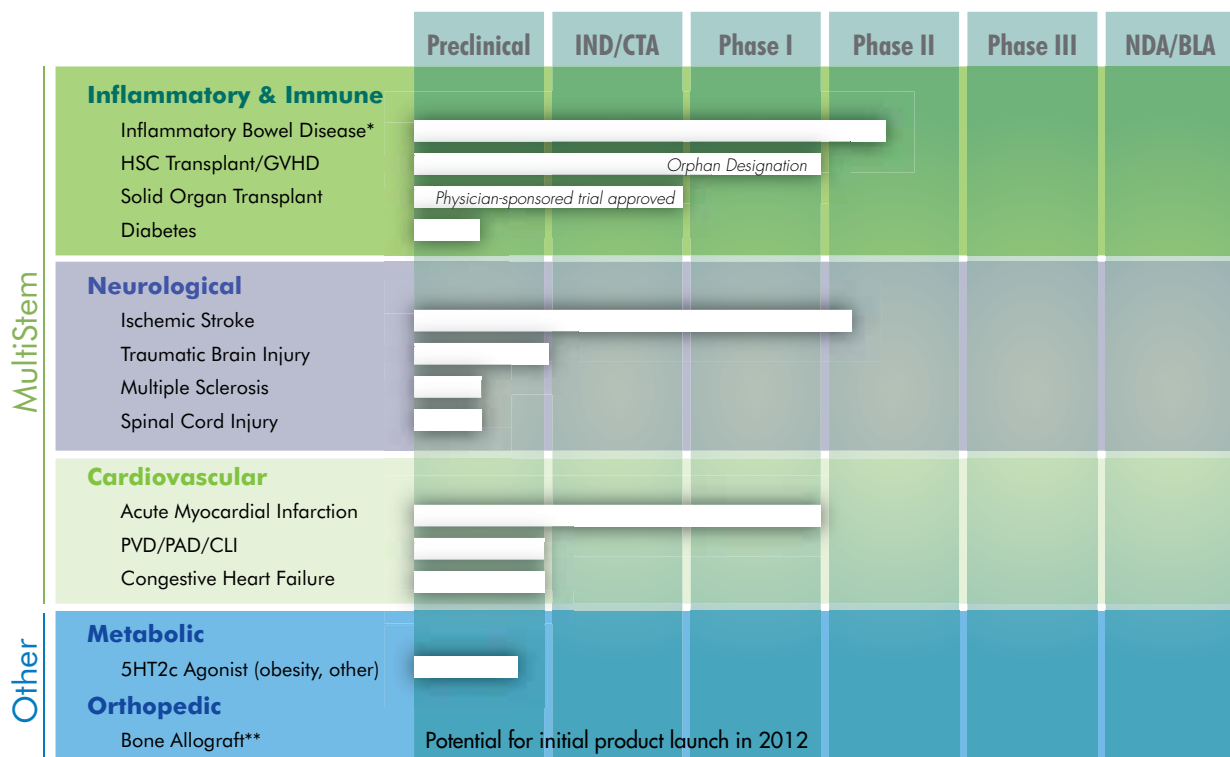 Preclinical IND/CTA Phase I Phase II Phase III NDA/BLA
MultiStem
Inflammatory & Immune
Inflammatory Bowel Disease*
HSC Transplant/GVHD Orphan Designation
Solid Organ Transplant Physician-sponsored trial approved
Diabetes
Neurological
Ischemic Stroke
Traumatic Brain Injury
Multiple Sclerosis
Spinal Cord Injury
Cardiovascular
Acute Myocardial Infarction
PVD/PAD/CLI
Congestive Heart Failure
Other
Metabolic
5HT2c Agonist (obesity, other)
Orthopedic
Bone Allograft** Potential for initial product launch in 2012